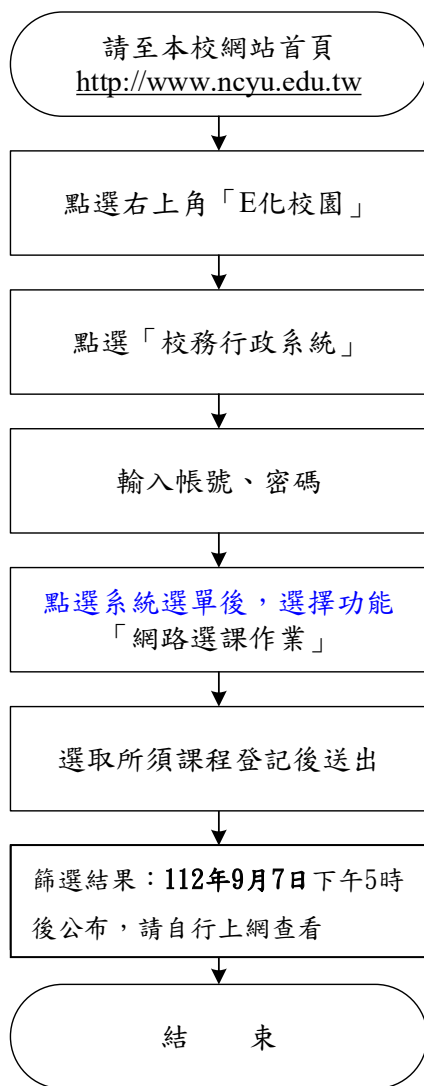 請至本校網站首頁
http://www.ncyu.edu.tw
點選右上角「E化校園」
點選「校務行政系統」
輸入帳號、密碼
點選系統選單後，選擇功能
「網路選課作業」
選取所須課程登記後送出
篩選結果：112年9月7日下午5時
後公布，請自行上網查看
結　　束